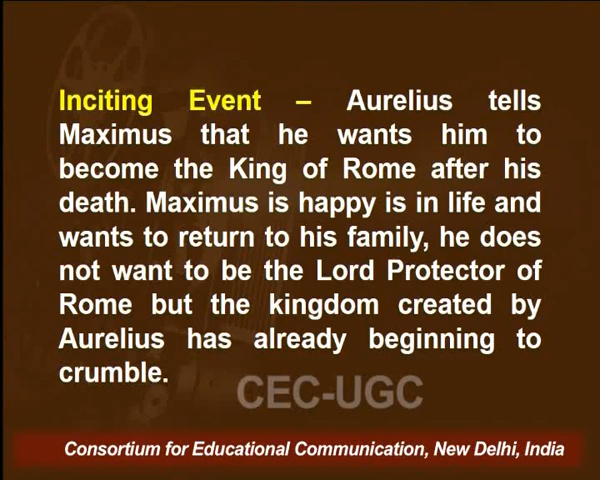 Inciting Event – Aurelius tells
Maximus that he wants him to
become the King of Rome after his
death. Maximus is happy is in life and
wants to return to his family, he does
not want to be the Lord Protector of
Rome but the kingdom created by
Aurelius has already beginning to
crumble.
CEC-UGC
Consortium for Educational Communication, New Delhi, India